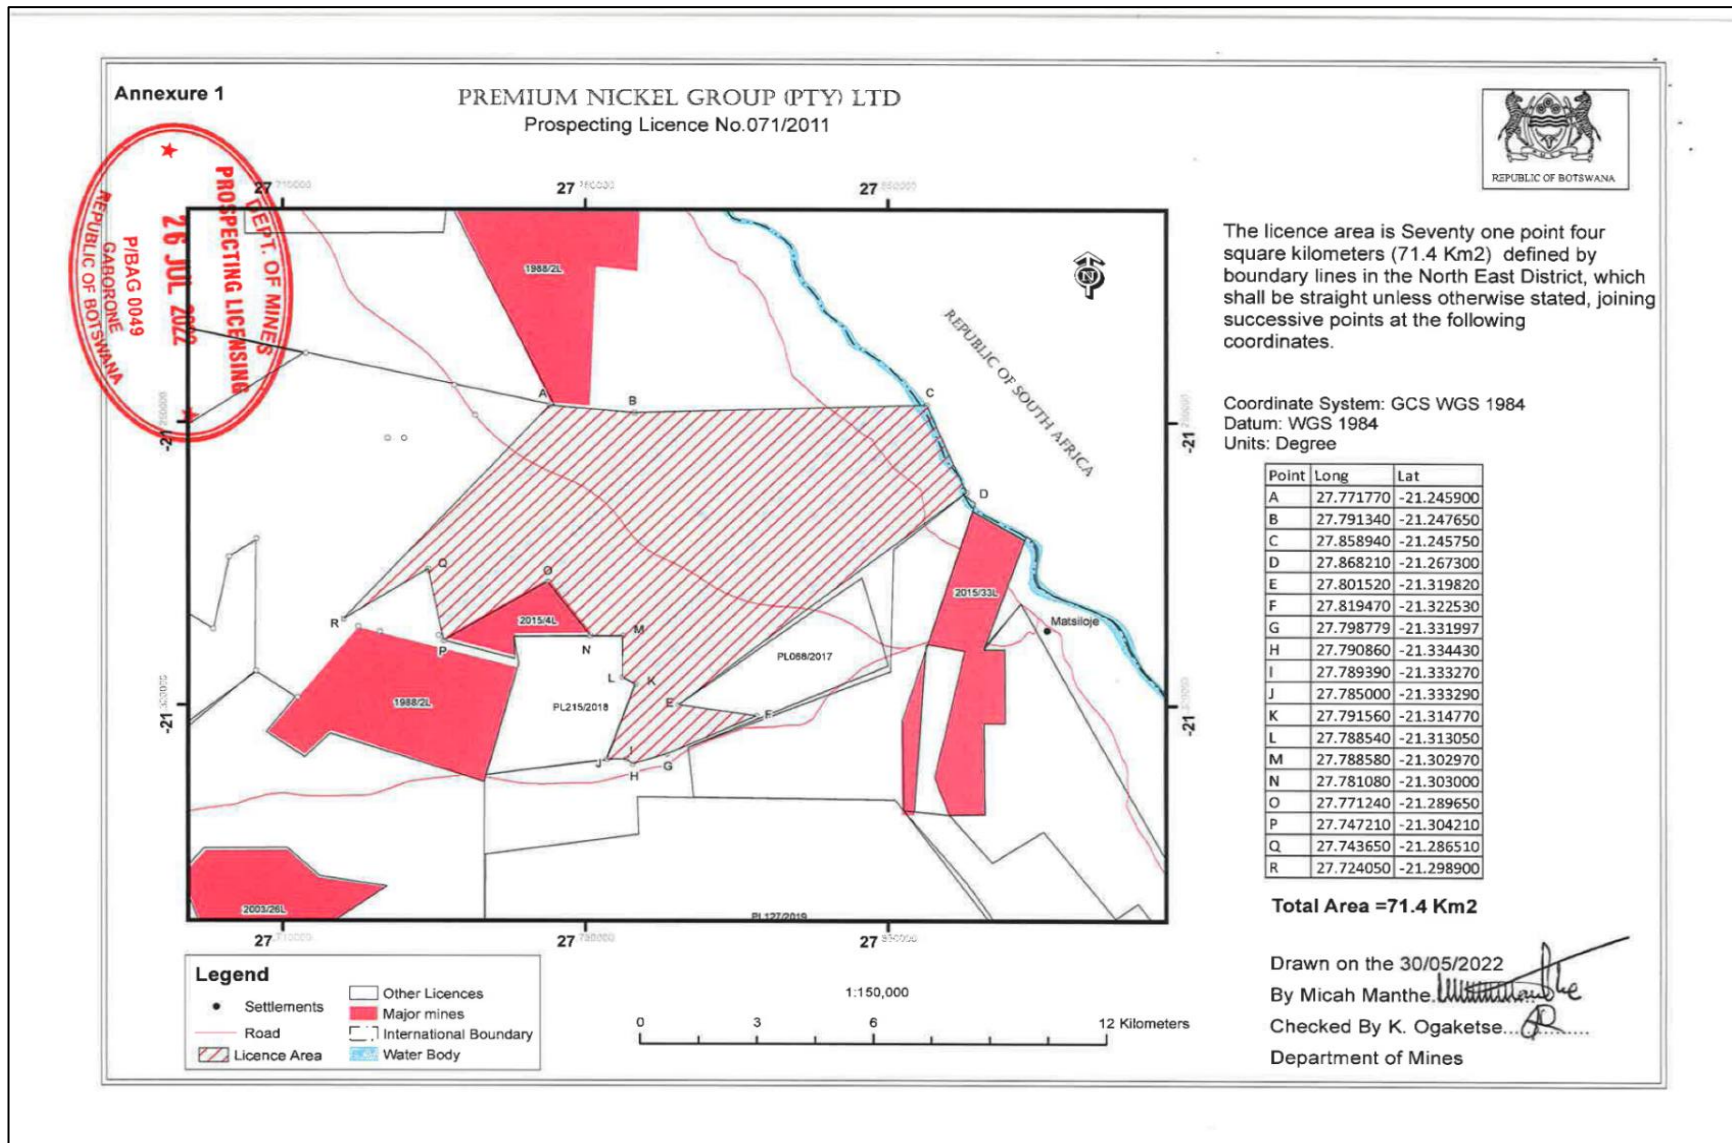 Annexure 1
PREMIUM NICKEL GROUP (PTY) LTD
Prospecting Licence No.071/2011
REPUBLIC OF BOTSWANA
DEPT. OF MINES
PROSPECTING LICENSING
26 JUL 2022
P/BAG 0049
GABORONE
REPUBLIC OF BOTSWANA
27
27
27
-21
-21
-21
-21
27
27
27
1988/2L
A
B
C
D
REPUBLIC OF SOUTH AFRICA
N
Q
O
R
2015/4L
P
N
M
L
K
E
F
PL068/2017
2015/33L
Matsiloje
1988/2L
PL215/2018
J
I
H
G
2003/26L
PL127/2019
The licence area is Seventy one point four
square kilometers (71.4 Km2) defined by
boundary lines in the North East District, which
shall be straight unless otherwise stated, joining
successive points at the following
coordinates.
Coordinate System: GCS WGS 1984
Datum: WGS 1984
Units: Degree
Point Long Lat
A 27.771770 -21.245900
B 27.791340 -21.247650
C 27.858940 -21.245750
D 27.868210 -21.267300
E 27.801520 -21.319820
F 27.819470 -21.322530
G 27.798779 -21.331997
H 27.790860 -21.334430
I 27.789390 -21.333270
J 27.785000 -21.333290
K 27.791560 -21.314770
L 27.788540 -21.313050
M 27.788580 -21.302970
N 27.781080 -21.303000
O 27.771240 -21.289650
P 27.747210 -21.304210
Q 27.743650 -21.286510
R 27.724050 -21.298900
Total Area =71.4 Km2
Drawn on the 30/05/2022
By Micah Manthe
Checked By K. Ogaketse
Department of Mines
Legend
Settlements
Road
Licence Area
Other Licences
Major mines
International Boundary
Water Body
1:150,000
0 3 6 12 Kilometers